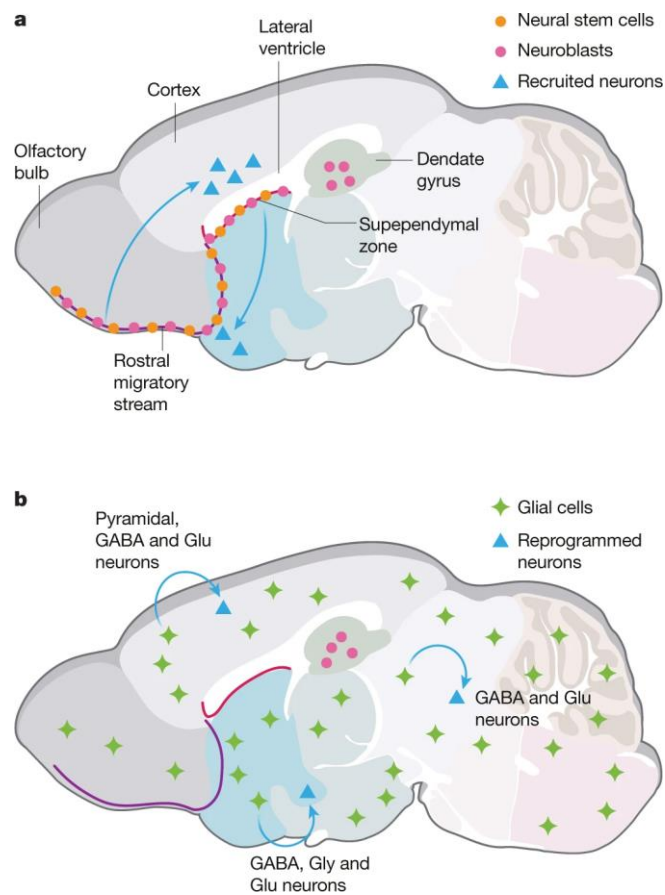 a
Neural stem cells
Neuroblasts
Recruited neurons
Lateral
ventricle
Cortex
Olfactory
bulb
Dendate
gyrus
Supependymal
zone
Rostral
migratory
stream
b
Glial cells
Reprogrammed
neurons
Pyramidal,
GABA and Glu
neurons
GABA and Glu
neurons
GABA, Gly and
Glu neurons